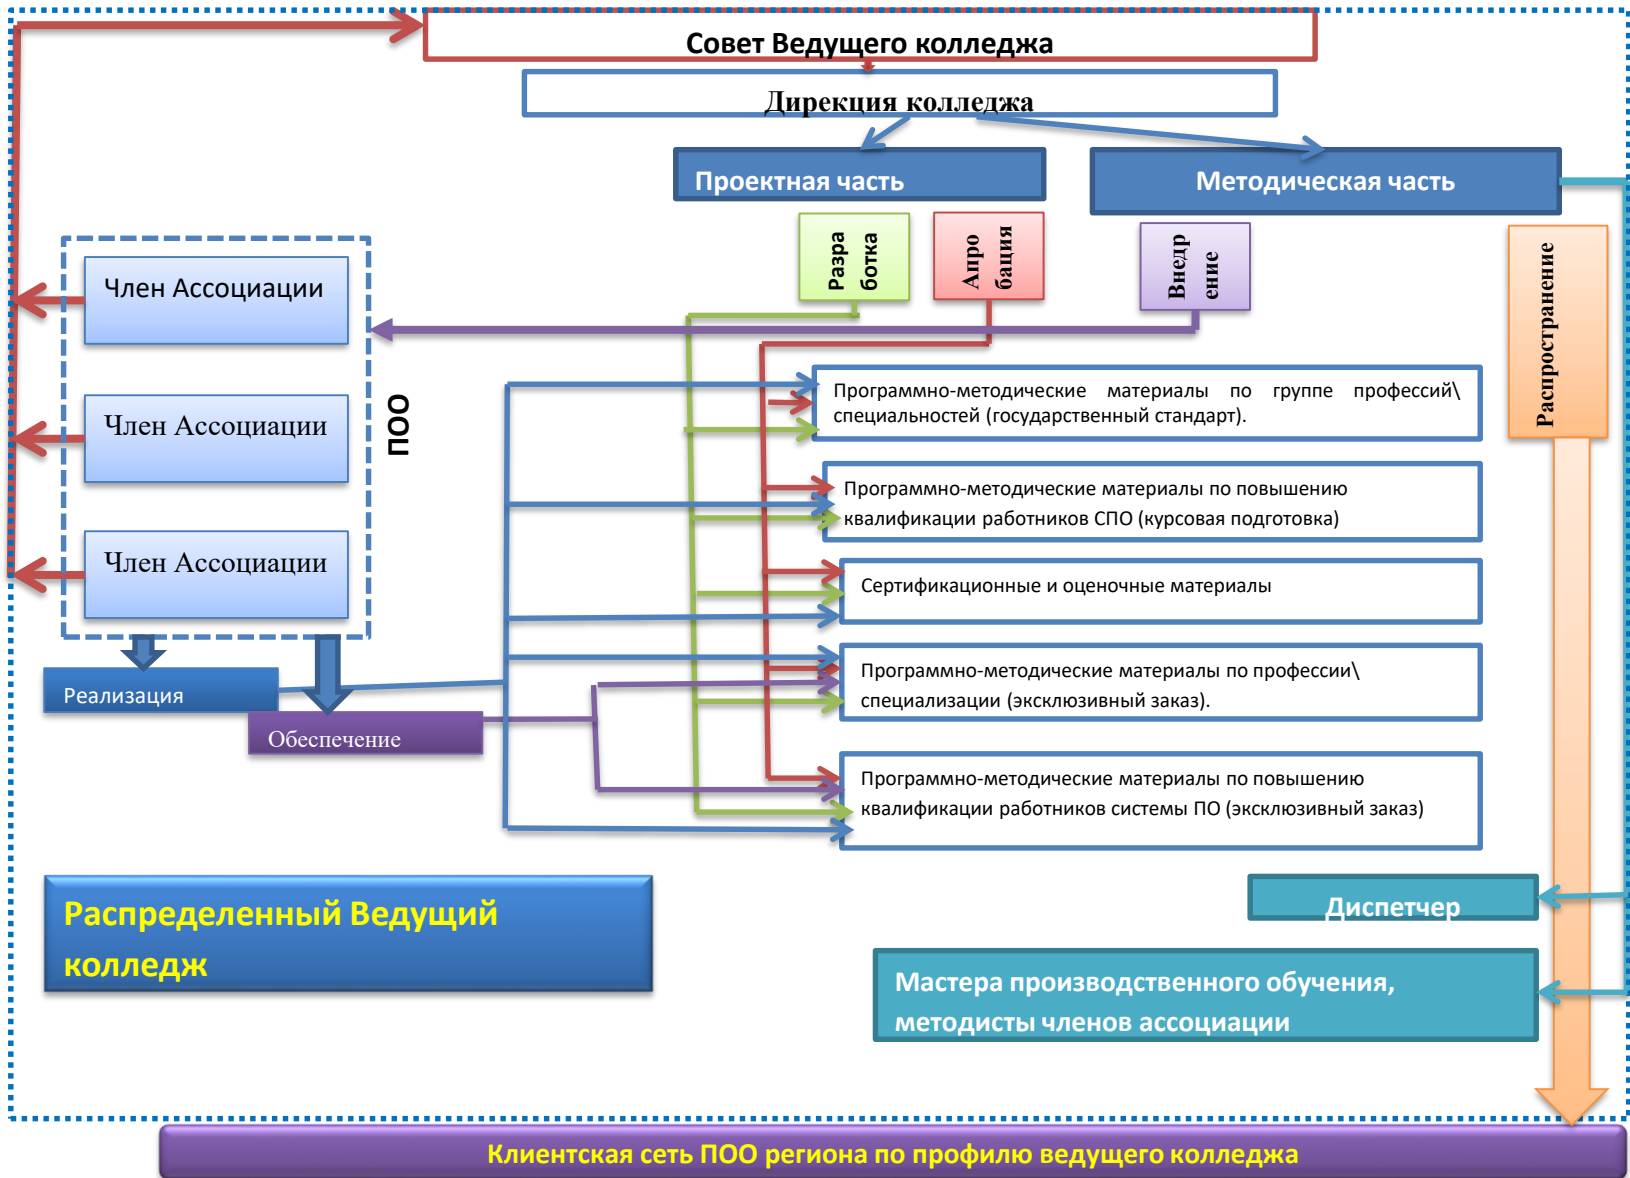 Совет Ведущего колледжа
Дирекция колледжа
Проектная часть
Методическая часть
Разра
ботка
Апро
бация
Внедр
ение
Распространение
Член Ассоциации
Член Ассоциации
Член Ассоциации
ПОО
Программно-методические материалы по группе профессий\
специальностей (государственный стандарт).
Программно-методические материалы по повышению
квалификации работников СПО (курсовая подготовка)
Сертификационные и оценочные материалы
Программно-методические материалы по профессии\
специализации (эксклюзивный заказ).
Программно-методические материалы по повышению
квалификации работников системы ПО (эксклюзивный заказ)
Реализация
Обеспечение
Распределенный Ведущий
колледж
Диспетчер
Мастера производственного обучения,
методисты членов ассоциации
Клиентская сеть ПОО региона по профилю ведущего колледжа